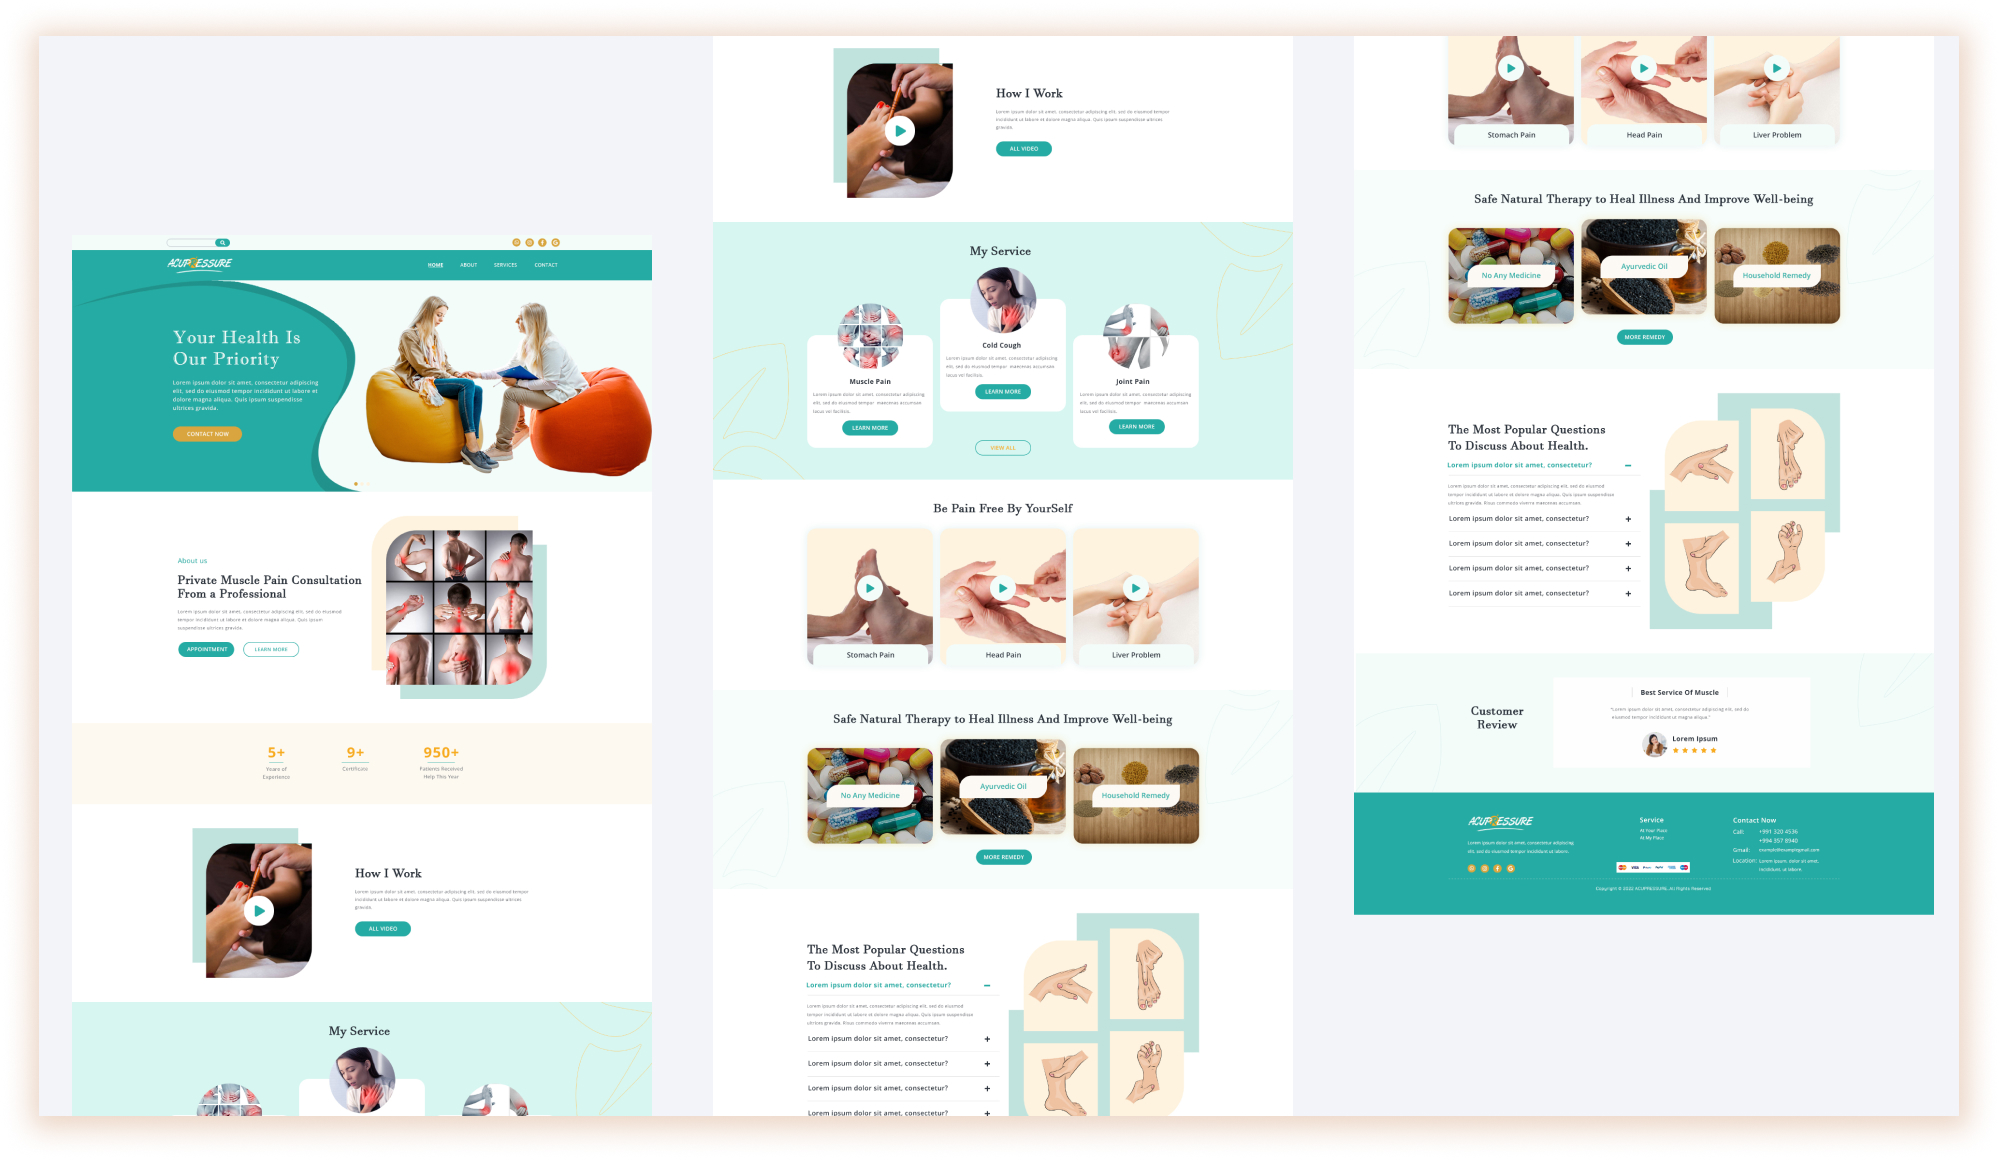 ACUPRESSURE
HOME ABOUT SERVICES CONTACT
Your Health Is
Our Priority
Lorem ipsum dolor sit amet, consectetur adipiscing
elit, sed do eiusmod tempor incididunt ut labore et
dolore magna aliqua. Quis ipsum suspendisse
ultrices gravida.
CONTACT NOW
About us
Private Muscle Pain Consultation
From a Professional
Lorem ipsum dolor sit amet, consectetur adipiscing elit, sed do eiusmod
tempor incididunt ut labore et dolore magna aliqua. Quis ipsum
suspendisse ultrices gravida.
APPOINTMENT LEARN MORE
5+ 9+ 950+
Years of
Experience
Certificate
Patients Received
Help This Year
How I Work
Lorem ipsum dolor sit amet, consectetur adipiscing elit, sed do eiusmod tempor
incididunt ut labore et dolore magna aliqua. Quis ipsum suspendisse ultrices
gravida.
ALL VIDEO
My Service
How I Work
Lorem ipsum dolor sit amet, consectetur adipiscing elit, sed do eiusmod tempor
incididunt ut labore et dolore magna aliqua. Quis ipsum suspendisse ultrices
gravida.
ALL VIDEO
My Service
Muscle Pain
Lorem ipsum dolor sit amet, consectetur adipiscing
elit, sed do eiusmod tempor maecenas accumsan
lacus vel facilisis.
LEARN MORE
Cold Cough
Lorem ipsum dolor sit amet, consectetur adipiscing
elit, sed do eiusmod tempor maecenas accumsan
lacus vel facilisis.
LEARN MORE
Joint Pain
Lorem ipsum dolor sit amet, consectetur adipiscing
elit, sed do eiusmod tempor maecenas accumsan
lacus vel facilisis.
LEARN MORE
VIEW ALL
Be Pain Free By YourSelf
Stomach Pain Head Pain Liver Problem
Safe Natural Therapy to Heal Illness And Improve Well-being
No Any Medicine Ayurvedic Oil Household Remedy
MORE REMEDY
The Most Popular Questions
To Discuss About Health.
Lorem ipsum dolor sit amet, consectetur?
Lorem ipsum dolor sit amet, consectetur adipiscing elit, sed do eiusmod
tempor incididunt ut labore et dolore magna aliqua. Quis ipsum suspendisse
ultrices gravida. Risus commodo viverra maecenas accumsan.
Lorem ipsum dolor sit amet, consectetur?
Lorem ipsum dolor sit amet, consectetur?
Lorem ipsum dolor sit amet, consectetur?
Lorem ipsum dolor sit amet, consectetur?
Stomach Pain Head Pain Liver Problem
Safe Natural Therapy to Heal Illness And Improve Well-being
No Any Medicine Ayurvedic Oil Household Remedy
MORE REMEDY
The Most Popular Questions
To Discuss About Health.
Lorem ipsum dolor sit amet, consectetur?
Lorem ipsum dolor sit amet, consectetur adipiscing elit, sed do eiusmod
tempor incididunt ut labore et dolore magna aliqua. Quis ipsum suspendisse
ultrices gravida. Risus commodo viverra maecenas accumsan.
Lorem ipsum dolor sit amet, consectetur?
Lorem ipsum dolor sit amet, consectetur?
Lorem ipsum dolor sit amet, consectetur?
Lorem ipsum dolor sit amet, consectetur?
Customer
Review
Best Service Of Muscle
"Lorem ipsum dolor sit amet, consectetur adipiscing elit, sed do
eiusmod tempor incididunt ut magna aliqua."
Lorem Ipsum
ACUPRESSURE
Lorem ipsum dolor sit amet, consectetur adipiscing
elit, sed do eiusmod tempor incididunt ut labore.
Service
At Your Place
At My Place
VISA PayPal
Contact Now
Call: +991 320 4536
+994 357 8940
Gmail: example@examplegmail.com
Location: Lorem ipsum, dolor sit amet,
incididunt, ut labore.
Copyright © 2022 ACUPRESSURE. All Rights Reserved